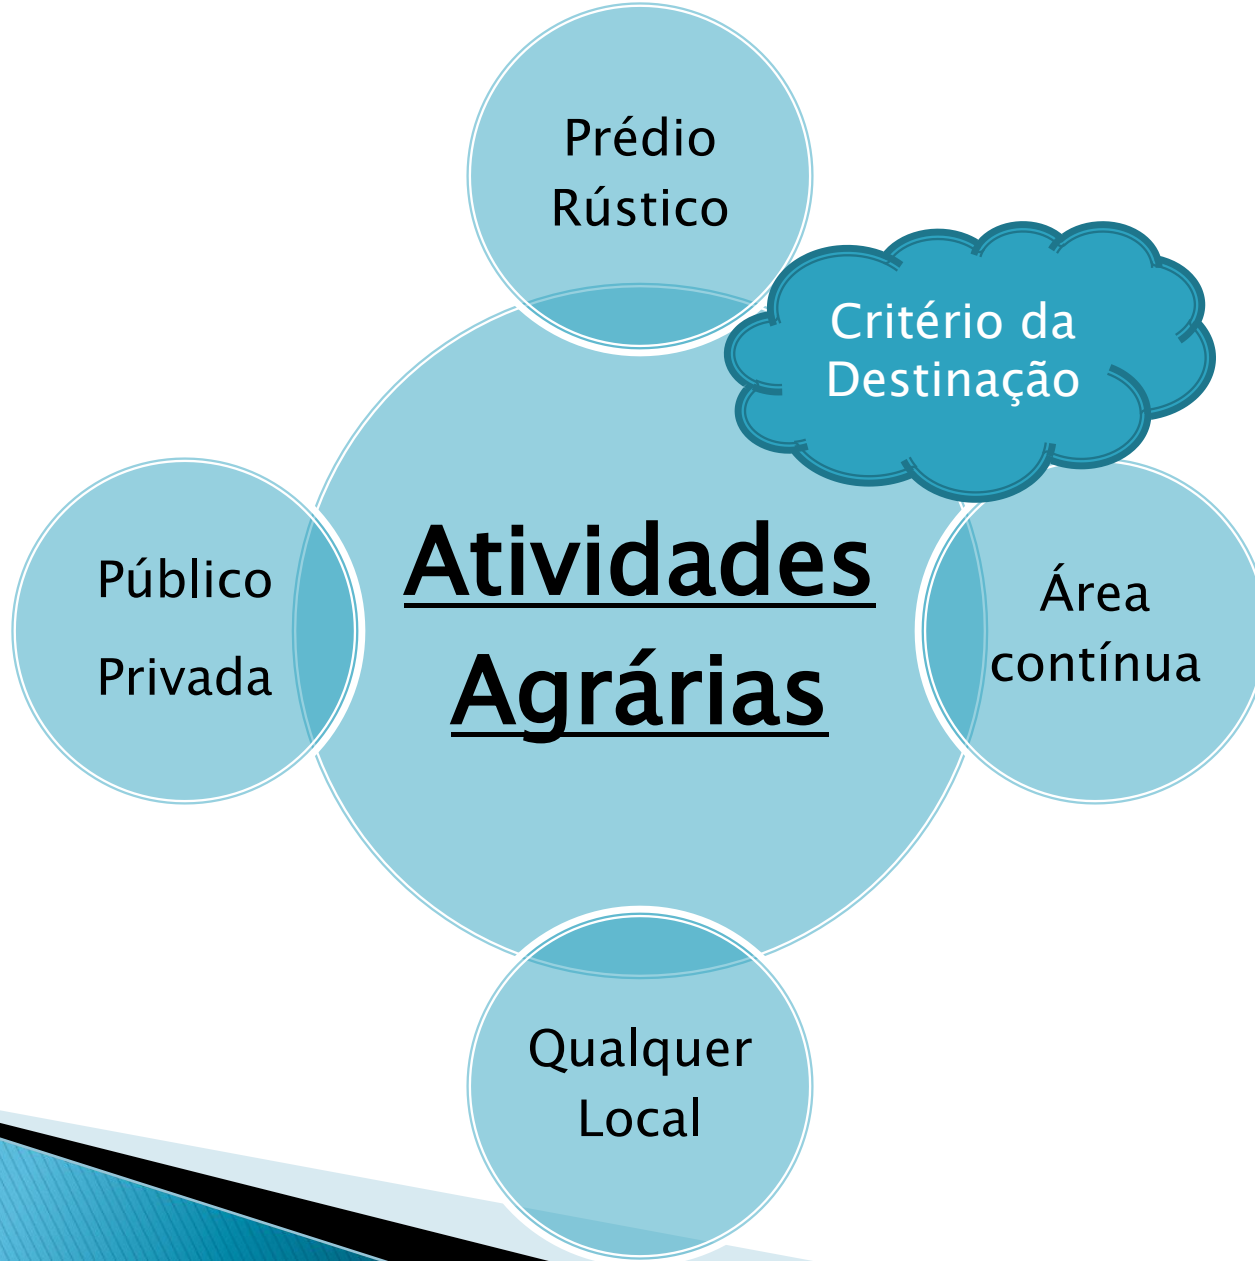 Prédio
Rústico
Critério da
Destinação
Público
Privada
Atividades
Agrárias
Área
contínua
Qualquer
Local